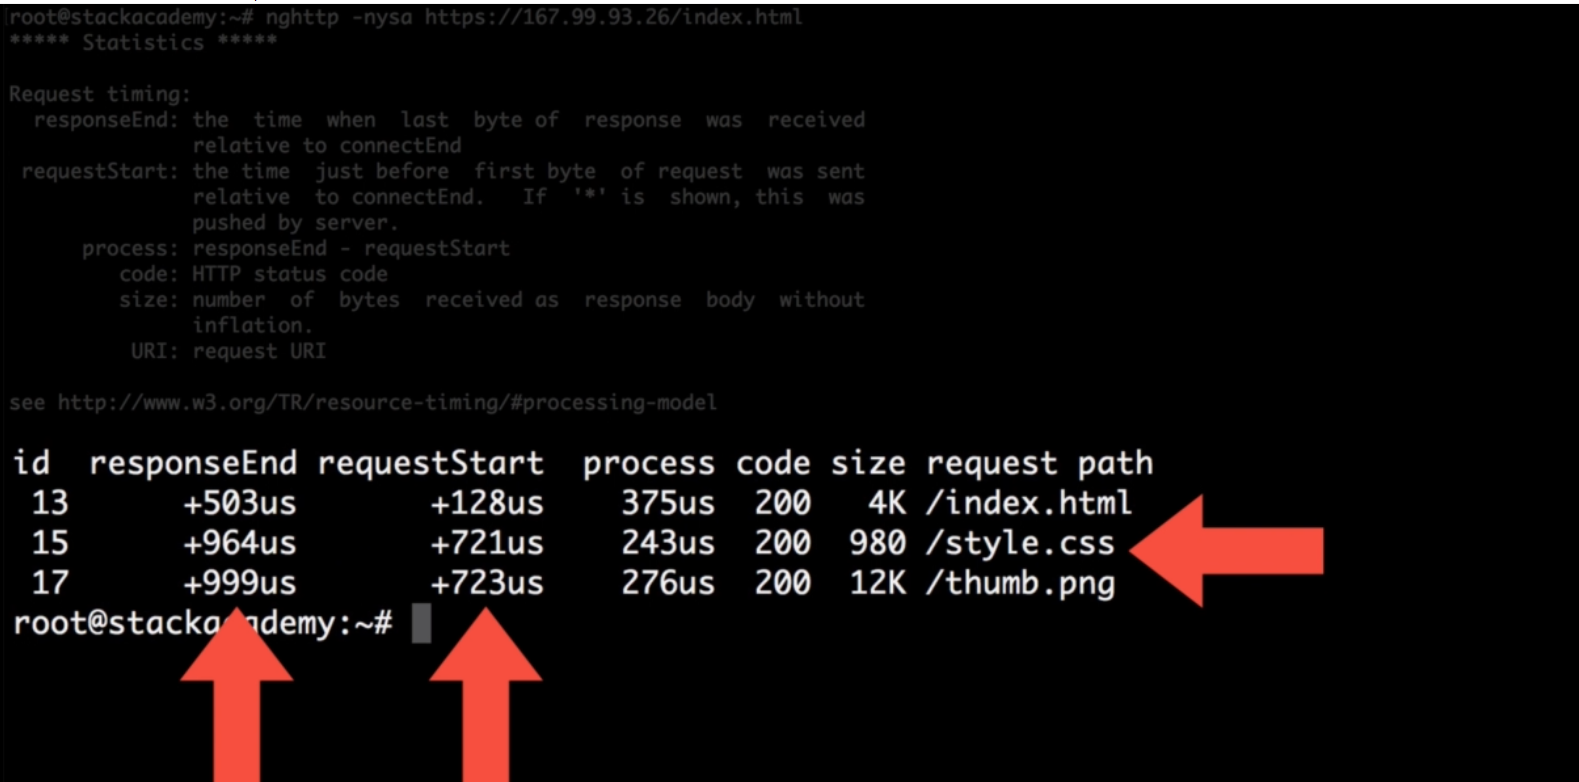 root@stackacademy:~# nghttp -nysa https://167.99.93.26/index.html
***** Statistics *****
Request timing:
responseEnd: the time when last byte of response was received
relative to connectEnd
requestStart: the time just before first byte of request was sent
relative to connectEnd. If '*' is shown, this was
pushed by server.
process: responseEnd - requestStart
code: HTTP status code
size: number of bytes received as response body without
inflation.
URI: request URI
see http://www.w3.org/TR/resource-timing/#processing-model
id responseEnd requestStart process code size request path
13 +503us +128us 375us 200 4K /index.html
15 +964us +721us 243us 200 980 /style.css
17 +999us +723us 276us 200 12K /thumb.png
root@stackacademy:~#